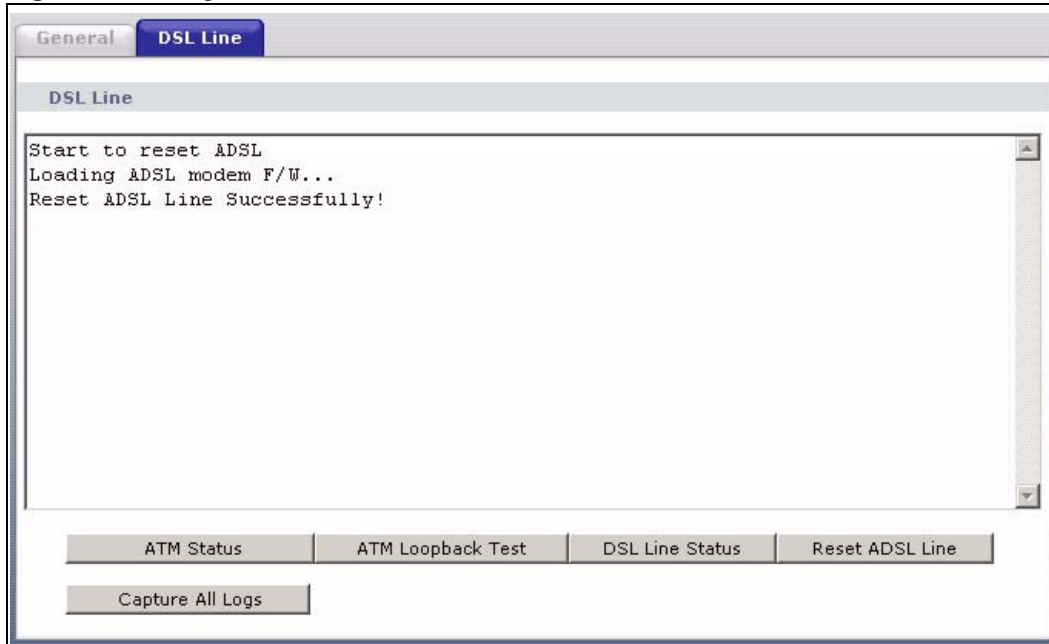 General DSL Line
DSL Line
Start to reset ADSL
Loading ADSL modem F/W...
Reset ADSL Line Successfully!
ATM Status ATM Loopback Test DSL Line Status Reset ADSL Line
Capture All Logs